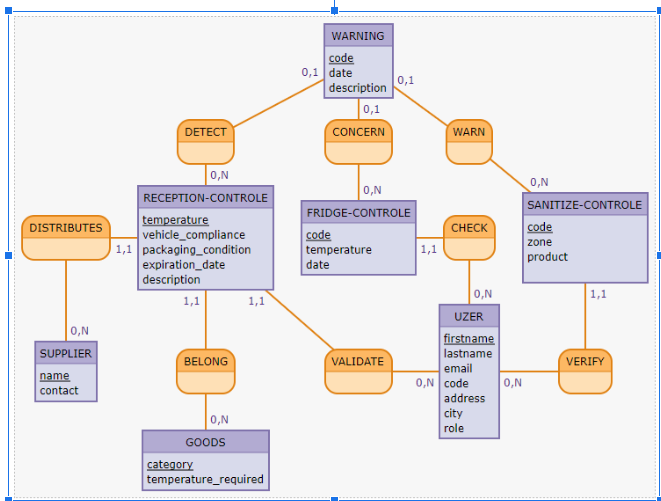 WARNING
code
date
description
0,1
0,1
0,1
DETECT
CONCERN
WARN
0,N
0,N
0,N
RECEPTION-CONTROLE
temperature
vehicle_compliance
packaging_condition
expiration_date
description
FRIDGE-CONTROLE
code
temperature
date
SANITIZE-CONTROLE
code
zone
product
DISTRIBUTES
1,1
1,1
CHECK
1,1
1,1
1,1
0,N
0,N
SUPPLIER
name
contact
BELONG
VALIDATE
UZER
firstname
lastname
email
code
address
city
role
VERIFY
0,N
0,N
0,N
GOODS
category
temperature_required